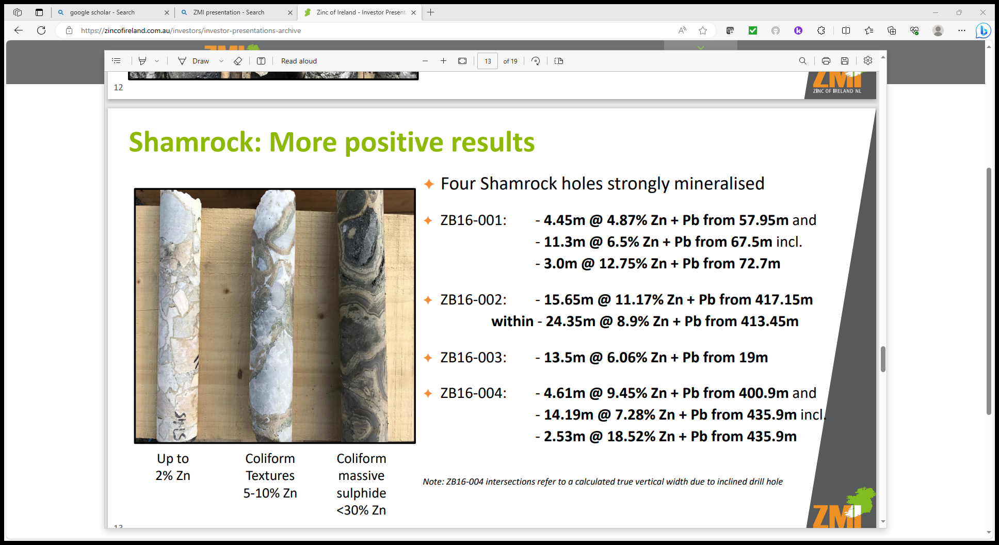 google scholar - Search
ZMI presentation - Search
Zinc of Ireland - Investor Present
https://zincofireland.com.au/investors/investor-presentations-archive
Draw
Read aloud
13 of 19
12
ZMI
ZINC OF IRELAND NL
Shamrock: More positive results
Four Shamrock holes strongly mineralised
ZB16-001: - 4.45m @ 4.87% Zn + Pb from 57.95m and
- 11.3m @ 6.5% Zn + Pb from 67.5m incl.
- 3.0m @ 12.75% Zn + Pb from 72.7m
ZB16-002: - 15.65m @ 11.17% Zn + Pb from 417.15m
within - 24.35m @ 8.9% Zn + Pb from 413.45m
ZB16-003: - 13.5m @ 6.06% Zn + Pb from 19m
ZB16-004: - 4.61m @ 9.45% Zn + Pb from 400.9m and
- 14.19m @ 7.28% Zn + Pb from 435.9m incl.
- 2.53m @ 18.52% Zn + Pb from 435.9m
Up to
2% Zn
Coliform
Textures
5-10% Zn
Coliform
massive
sulphide
<30% Zn
Note: ZB16-004 intersections refer to a calculated true vertical width due to inclined drill hole
13
ZMI